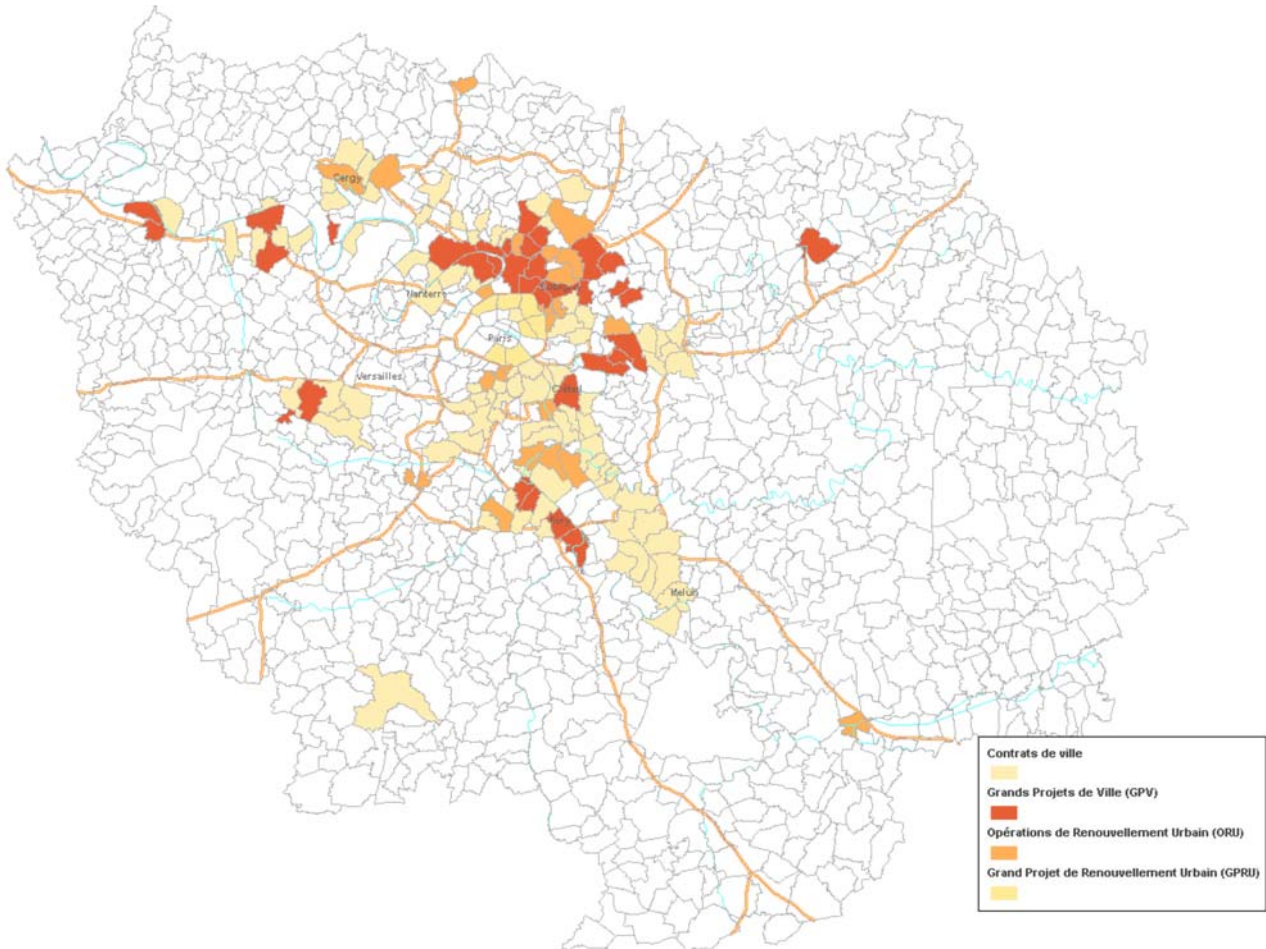 Cergy
Nanterre
Paris
Versailles
Créteil
Melun
Contrats de ville
Grands Projets de Ville (GPV)
Opérations de Renouvellement Urbain (ORU)
Grand Projet de Renouvellement Urbain (GPRU)